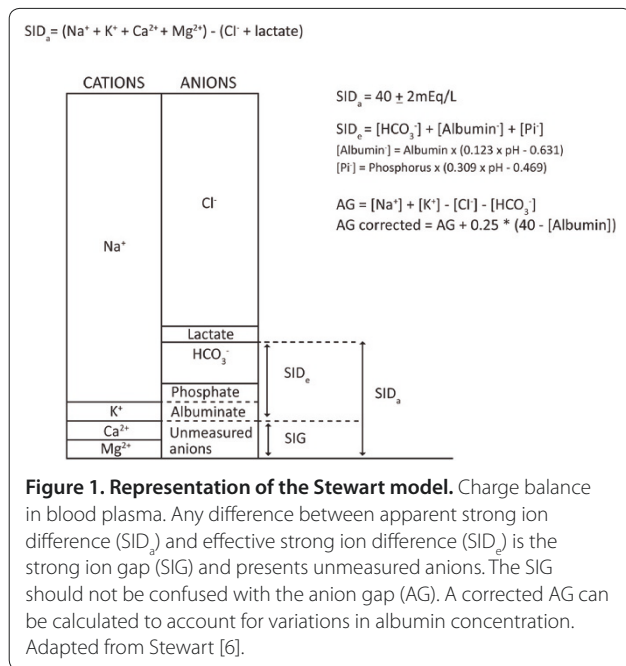 SIDₐ = (Na⁺ + K⁺ + Ca²⁺ + Mg²⁺) - (Cl⁻ + lactate)
CATIONS ANIONS
Na⁺
K⁺
Ca²⁺
Mg²⁺
Cl⁻
Lactate
HCO₃⁻
Phosphate
Albuminate
Unmeasured
anions
SIDₑ
SIG
SIDₐ
SIDₐ = 40 ± 2mEq/L
SIDₑ = [HCO₃⁻] + [Albumin⁻] + [Pi⁻]
[Albumin⁻] = Albumin x (0.123 x pH - 0.631)
[Pi⁻] = Phosphorus x (0.309 x pH - 0.469)
AG = [Na⁺] + [K⁺] - [Cl⁻] - [HCO₃⁻]
AG corrected = AG + 0.25 * (40 - [Albumin])
Figure 1. Representation of the Stewart model. Charge balance
in blood plasma. Any difference between apparent strong ion
difference (SIDₐ) and effective strong ion difference (SIDₑ) is the
strong ion gap (SIG) and presents unmeasured anions. The SIG
should not be confused with the anion gap (AG). A corrected AG can
be calculated to account for variations in albumin concentration.
Adapted from Stewart [6].